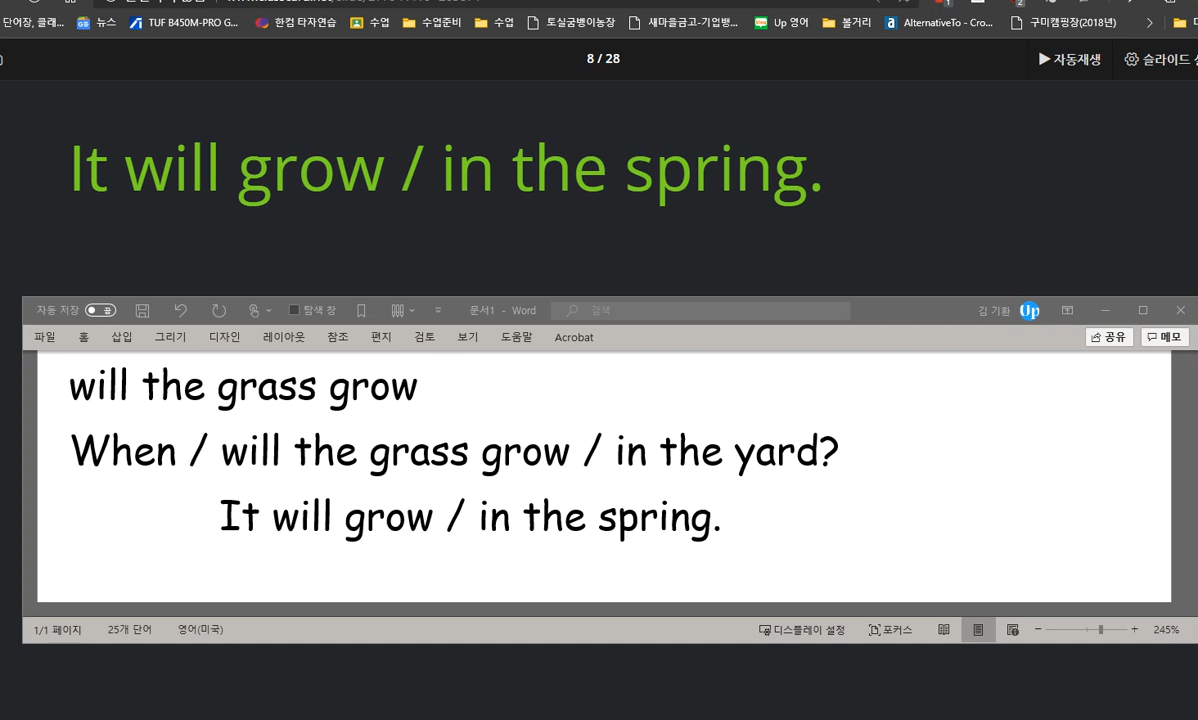 단어장, 클래... 뉴스 TUF B450M-PRO G... 한컴 타자연습 수업 수업준비 수업 토실굼벵이농장 새마을금고-기업뱅... Up 영어 볼거리 AlternativeTo - Cro... 구미캠핑장(2018년)
8 / 28 자동재생 슬라이드
It will grow / in the spring.
자동 저장 끔 탐색 창 문서1 - Word 검색 김 기환 Up
파일 홈 삽입 그리기 디자인 레이아웃 참조 편지 검토 보기 도움말 Acrobat 공유 메모
will the grass grow
When / will the grass grow / in the yard?
It will grow / in the spring.
1/1 페이지 25개 단어 영어(미국) 디스플레이 설정 포커스 245%